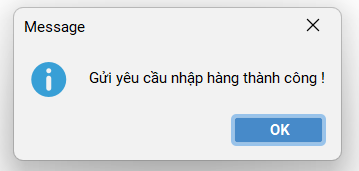 Message
Gửi yêu cầu nhập hàng thành công !
OK